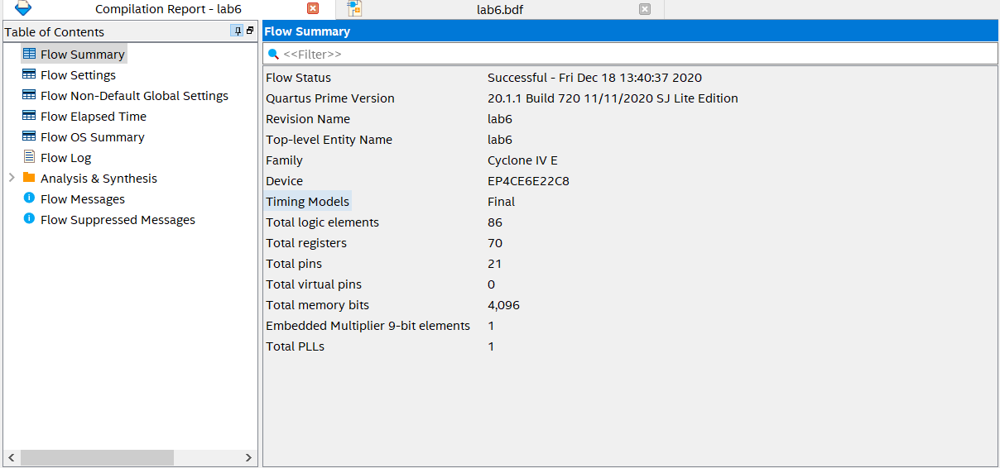 Compilation Report - lab6
lab6.bdf
Table of Contents
Flow Summary
Flow Settings
Flow Non-Default Global Settings
Flow Elapsed Time
Flow OS Summary
Flow Log
Analysis & Synthesis
Flow Messages
Flow Suppressed Messages
Flow Summary
<<Filter>>
Flow Status Successful - Fri Dec 18 13:40:37 2020
Quartus Prime Version 20.1.1 Build 720 11/11/2020 SJ Lite Edition
Revision Name lab6
Top-level Entity Name lab6
Family Cyclone IV E
Device EP4CE6E22C8
Timing Models Final
Total logic elements 86
Total registers 70
Total pins 21
Total virtual pins 0
Total memory bits 4,096
Embedded Multiplier 9-bit elements 1
Total PLLs 1